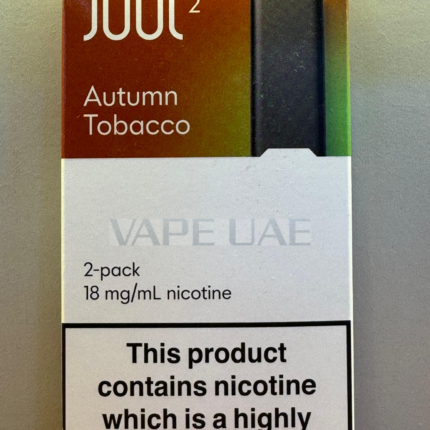 JUUL2
Autumn
Tobacco
VAPE UAE
2-pack
18 mg/mL nicotine
This product
contains nicotine
which is a highly